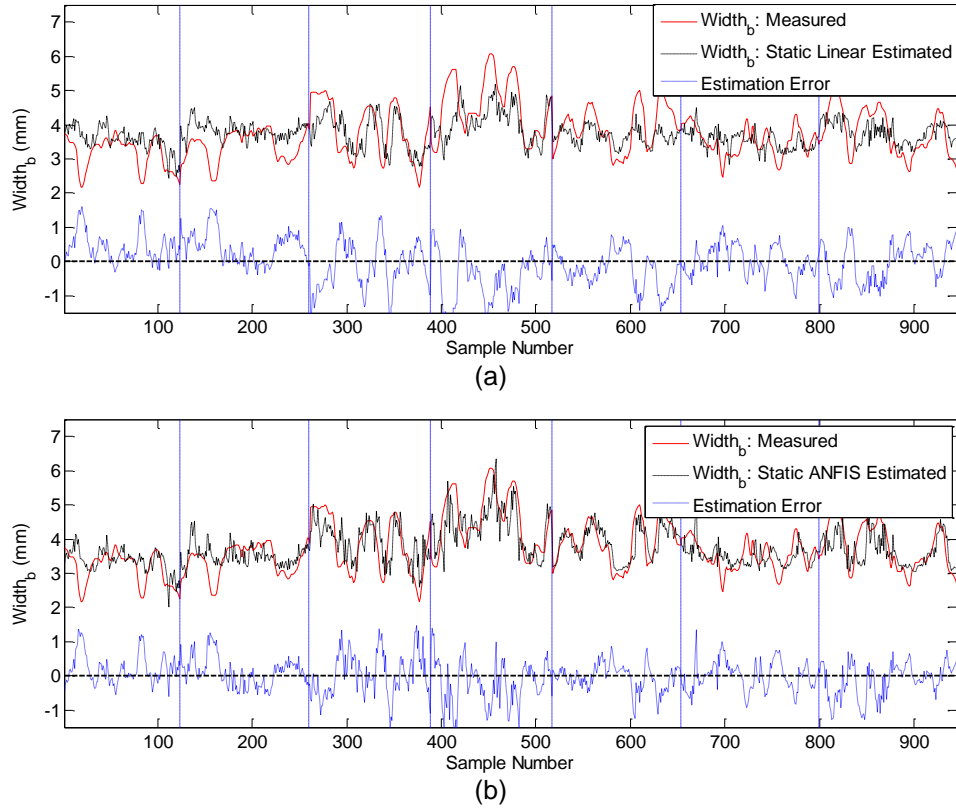 Width_b: Measured
Width_b: Static Linear Estimated
Estimation Error
Width_b (mm)
7
6
5
4
3
2
1
0
-1
100 200 300 400 500 600 700 800 900
Sample Number
(a)
Width_b: Measured
Width_b: Static ANFIS Estimated
Estimation Error
Width_b (mm)
7
6
5
4
3
2
1
0
-1
100 200 300 400 500 600 700 800 900
Sample Number
(b)